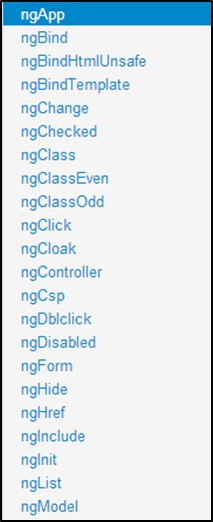 ngApp
ngBind
ngBindHtmlUnsafe
ngBindTemplate
ngChange
ngChecked
ngClass
ngClassEven
ngClassOdd
ngClick
ngCloak
ngController
ngCsp
ngDblclick
ngDisabled
ngForm
ngHide
ngHref
ngInclude
ngInit
ngList
ngModel